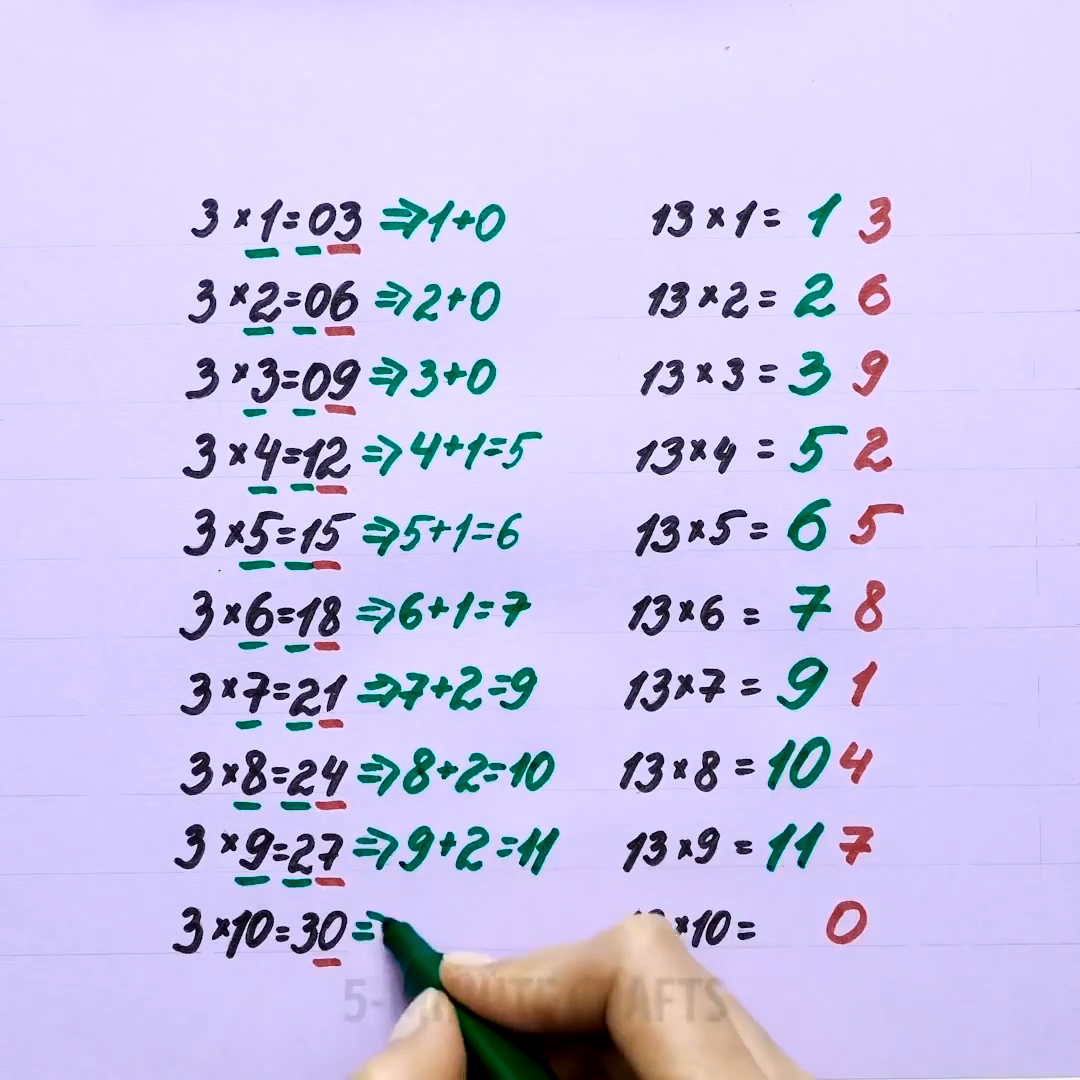 3 × 1 = 03 ⇒ 1+0 13 × 1 = 1 3
3 × 2 = 06 ⇒ 2+0 13 × 2 = 2 6
3 × 3 = 09 ⇒ 3+0 13 × 3 = 3 9
3 × 4 = 12 ⇒ 4+1=5 13 × 4 = 5 2
3 × 5 = 15 ⇒ 5+1=6 13 × 5 = 6 5
3 × 6 = 18 ⇒ 6+1=7 13 × 6 = 7 8
3 × 7 = 21 ⇒ 7+2=9 13 × 7 = 9 1
3 × 8 = 24 ⇒ 8+2=10 13 × 8 = 10 4
3 × 9 = 27 ⇒ 9+2=11 13 × 9 = 11 7
3 × 10 = 30 = × 10 = 0